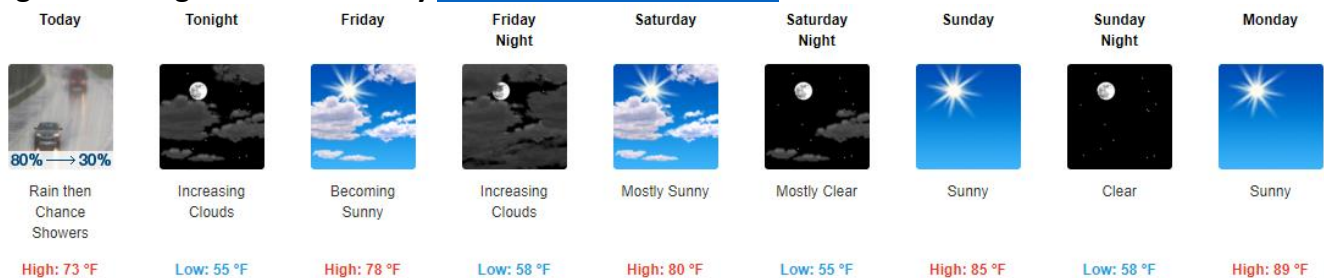 Today
Tonight
Friday
Friday
Night
Saturday
Saturday
Night
Sunday
Sunday
Night
Monday
80% → 30%
Rain then
Chance
Showers
Increasing
Clouds
Becoming
Sunny
Increasing
Clouds
Mostly Sunny
Mostly Clear
Sunny
Clear
Sunny
High: 73 °F
Low: 55 °F
High: 78 °F
Low: 58 °F
High: 80 °F
Low: 55 °F
High: 85 °F
Low: 58 °F
High: 89 °F